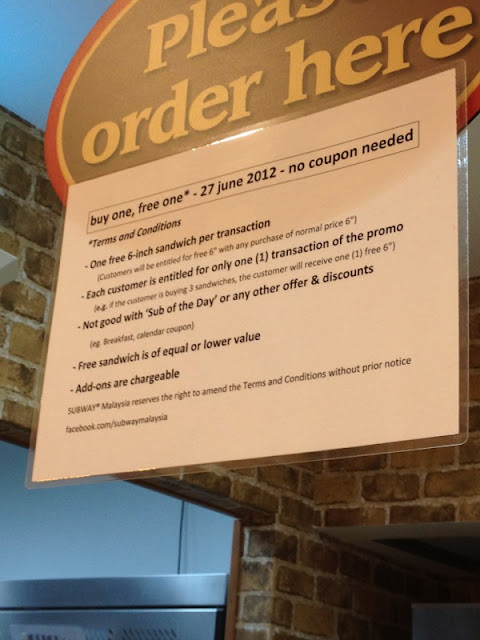 Please
order here
buy one, free one* - 27 june 2012 - no coupon needed
*Terms and Conditions
- One free 6-inch sandwich per transaction
(Customers will be entitled for free 6" with any purchase of normal price 6")
- Each customer is entitled for only one (1) transaction of the promo
(e.g. if the customer is buying 3 sandwiches, the customer will receive one (1) free 6")
- Not good with 'Sub of the Day' or any other offer & discounts
(eg. Breakfast, calendar coupon)
- Free sandwich is of equal or lower value
- Add-ons are chargeable
SUBWAY® Malaysia reserves the right to amend the Terms and Conditions without prior notice
facebook.com/subwaymalaysia